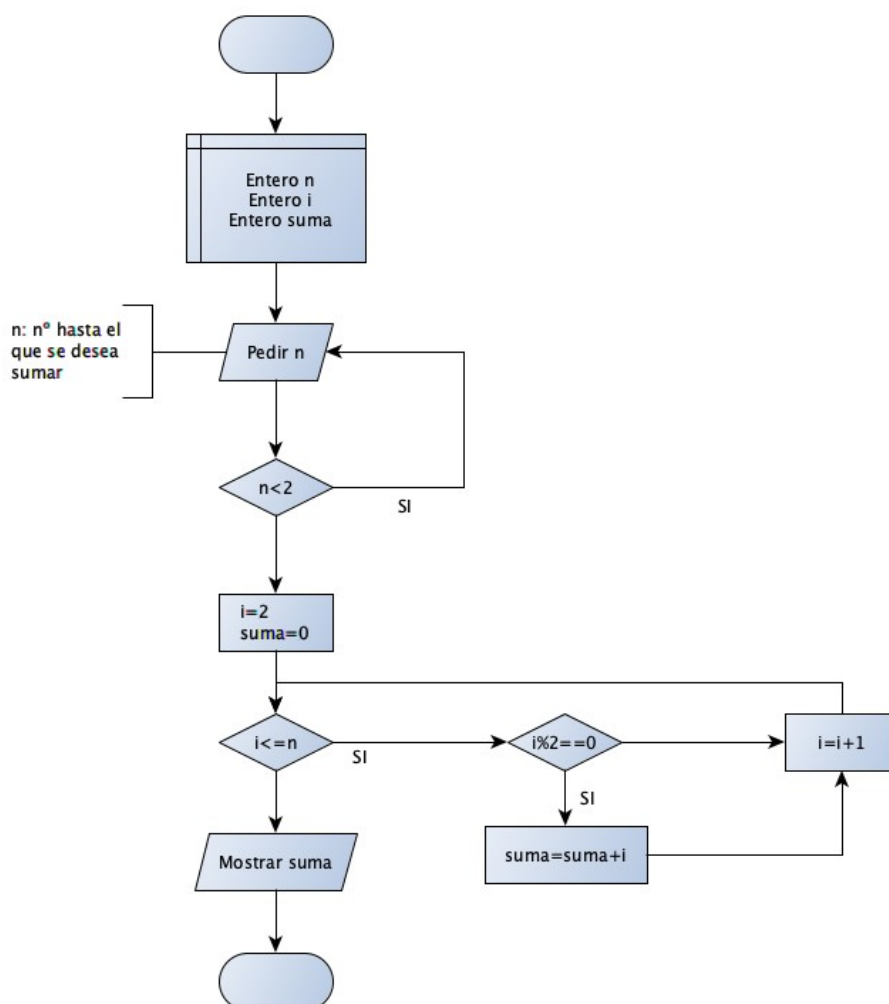 Entero n
Entero i
Entero suma
n: nº hasta el
que se desea
sumar
Pedir n
n<2
SI
i=2
suma=0
i<=n
SI
i%2==0
SI
i=i+1
suma=suma+i
Mostrar suma